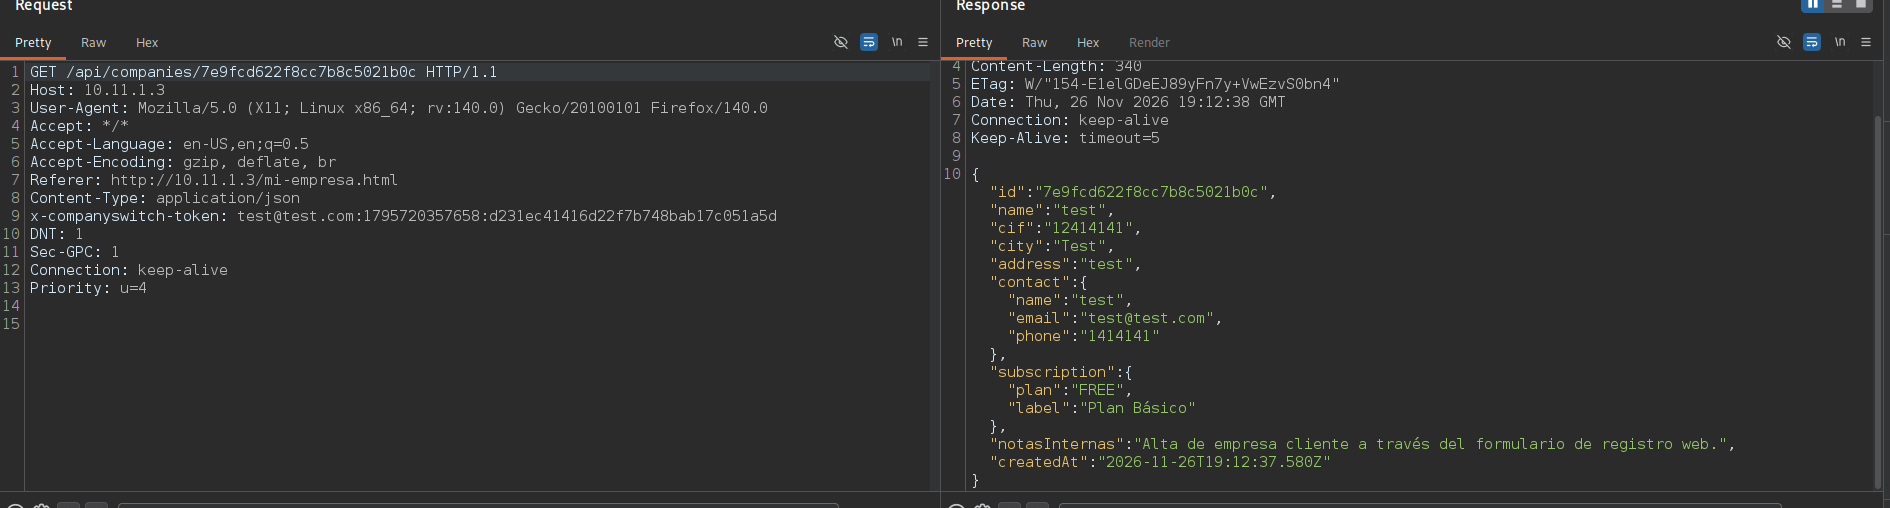 Request
Pretty Raw Hex \n
1 GET /api/companies/7e9fcd622f8cc7b8c5021b0c HTTP/1.1
2 Host: 10.11.1.3
3 User-Agent: Mozilla/5.0 (X11; Linux x86_64; rv:140.0) Gecko/20100101 Firefox/140.0
4 Accept: */*
5 Accept-Language: en-US,en;q=0.5
6 Accept-Encoding: gzip, deflate, br
7 Referer: http://10.11.1.3/mi-empresa.html
8 Content-Type: application/json
9 x-companyswitch-token: test@test.com:1795720357658:d231ec41416d22f7b748bab17c051a5d
10 DNT: 1
11 Sec-GPC: 1
12 Connection: keep-alive
13 Priority: u=4
14
15
Response
Pretty Raw Hex Render \n
4 Content-Length: 340
5 ETag: W/"154-E1elGDeEJ89yFn7y+VwEzvS0bn4"
6 Date: Thu, 26 Nov 2026 19:12:38 GMT
7 Connection: keep-alive
8 Keep-Alive: timeout=5
9
10 {
"id":"7e9fcd622f8cc7b8c5021b0c",
"name":"test",
"cif":"12414141",
"city":"Test",
"address":"test",
"contact":{
"name":"test",
"email":"test@test.com",
"phone":"1414141"
},
"subscription":{
"plan":"FREE",
"label":"Plan Básico"
},
"notasInternas":"Alta de empresa cliente a través del formulario de registro web.",
"createdAt":"2026-11-26T19:12:37.580Z"
}